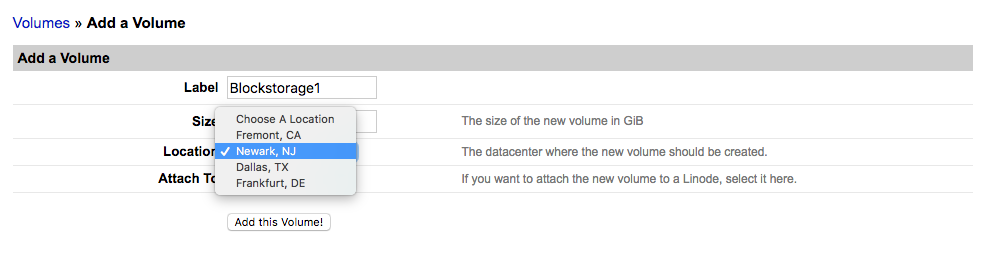 Volumes » Add a Volume
Add a Volume
Label Blockstorage1
Size The size of the new volume in GiB
Location The datacenter where the new volume should be created.
Attach To If you want to attach the new volume to a Linode, select it here.
Choose A Location
Fremont, CA
✓ Newark, NJ
Dallas, TX
Frankfurt, DE
Add this Volume!